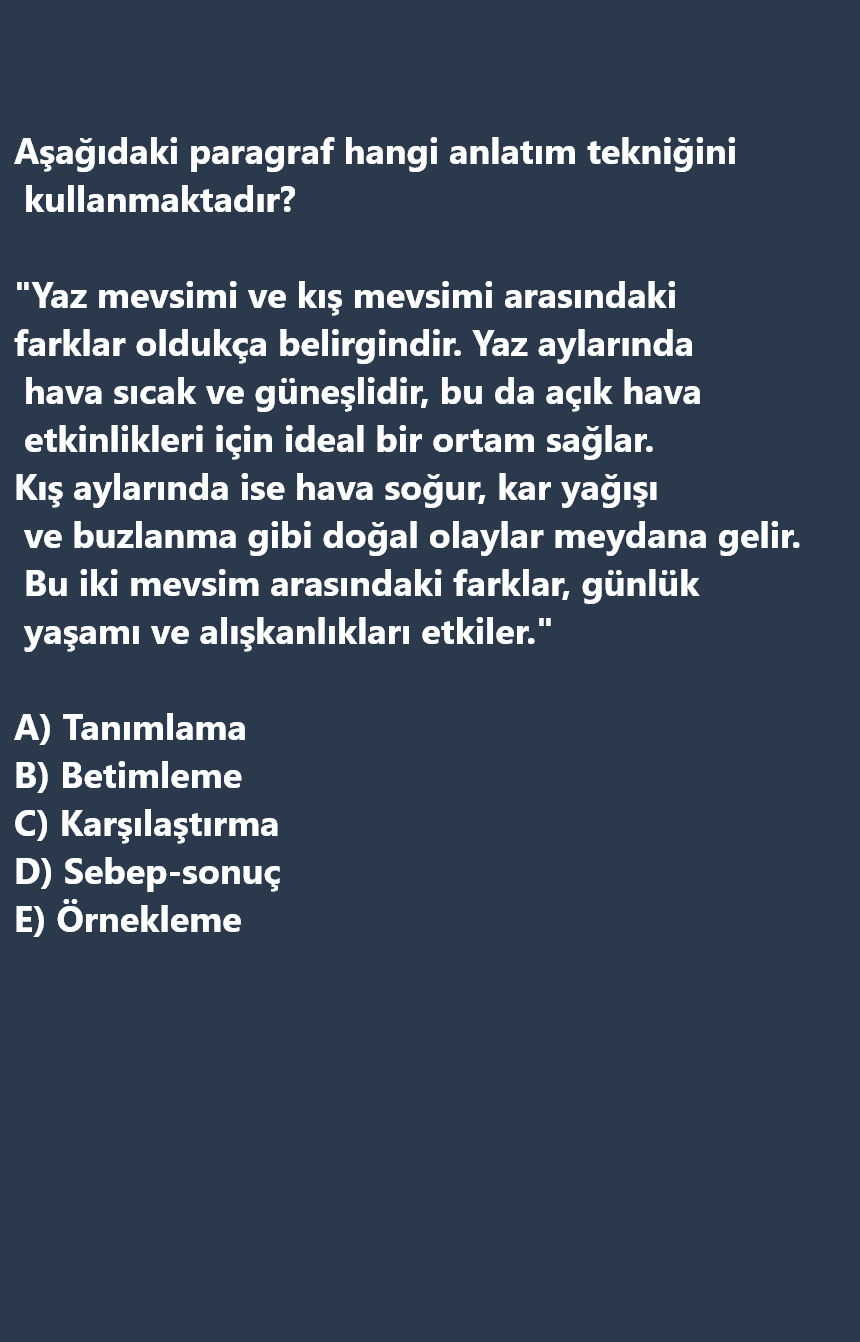 Aşağıdaki paragraf hangi anlatım tekniğini
kullanmaktadır?
"Yaz mevsimi ve kış mevsimi arasındaki
farklar oldukça belirgindir. Yaz aylarında
hava sıcak ve güneşlidir, bu da açık hava
etkinlikleri için ideal bir ortam sağlar.
Kış aylarında ise hava soğur, kar yağışı
ve buzlanma gibi doğal olaylar meydana gelir.
Bu iki mevsim arasındaki farklar, günlük
yaşamı ve alışkanlıkları etkiler."
A) Tanımlama
B) Betimleme
C) Karşılaştırma
D) Sebep-sonuç
E) Örnekleme